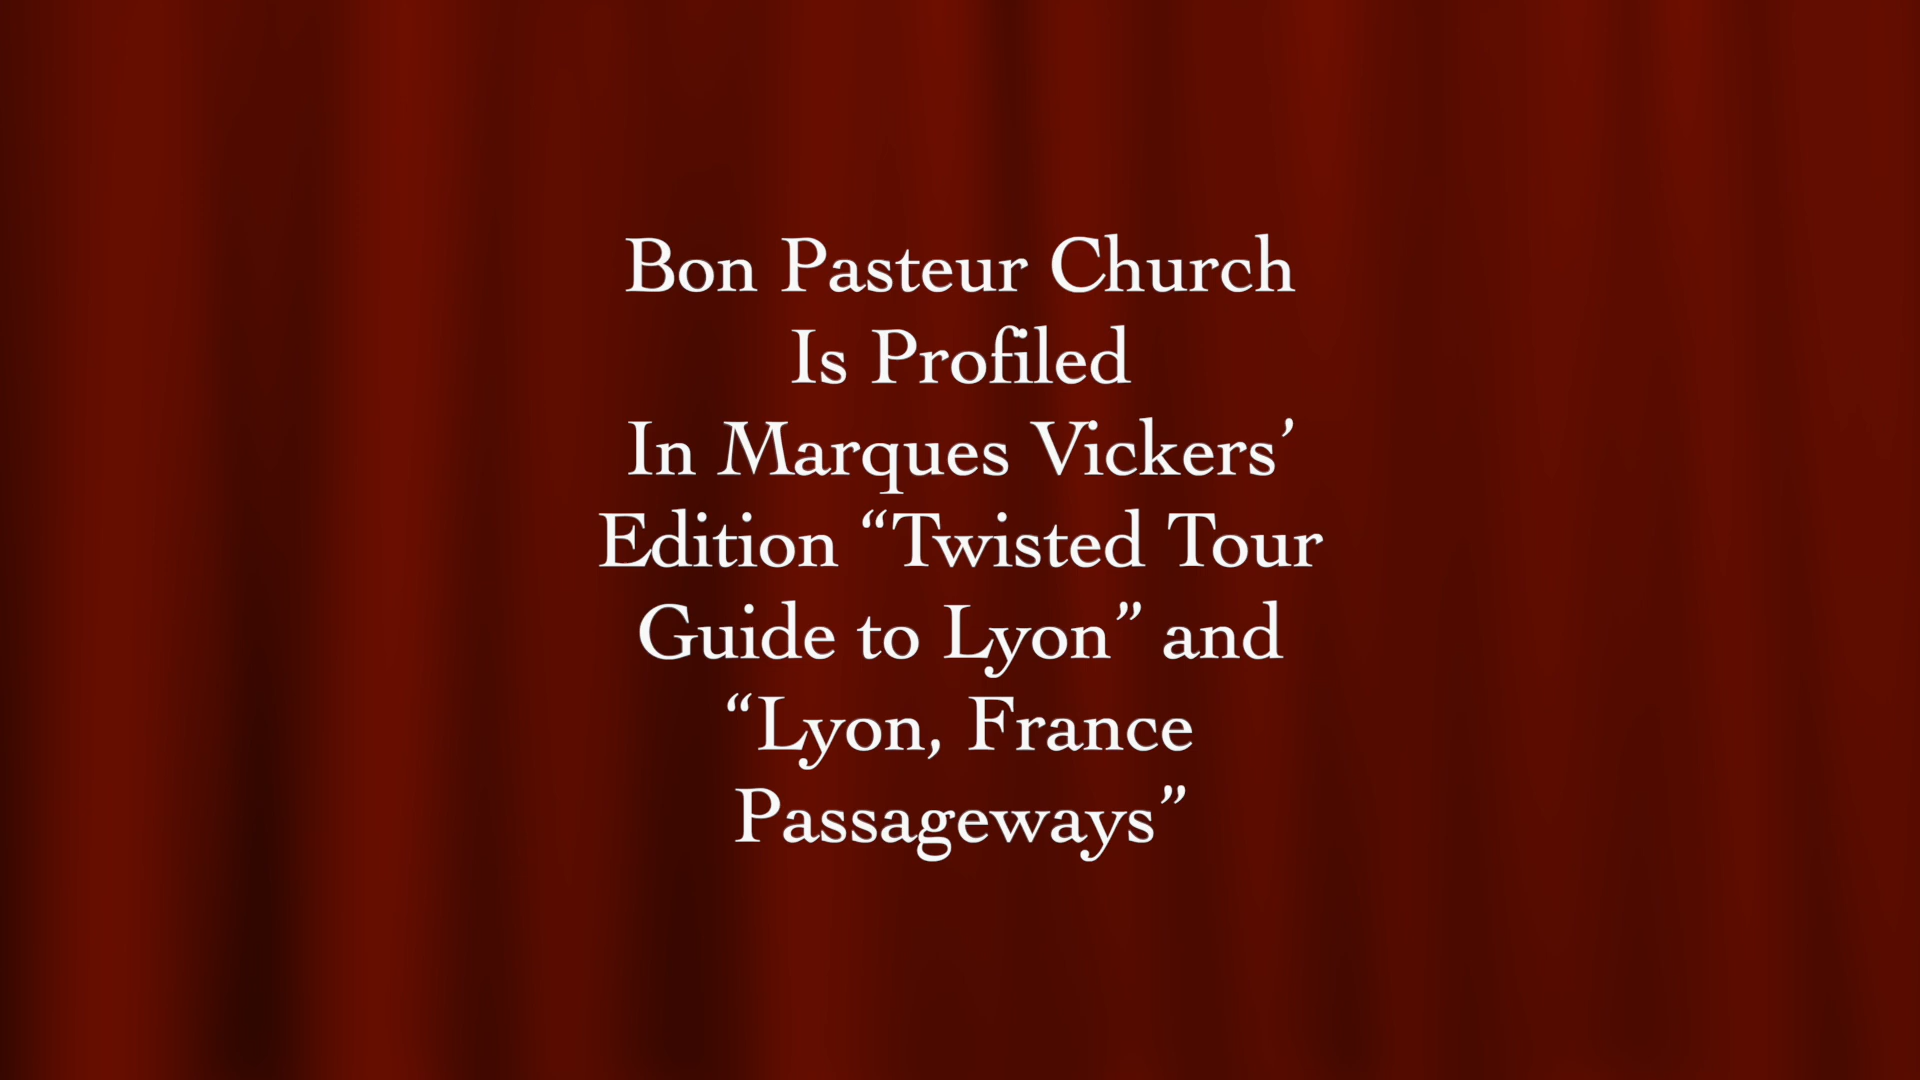 Bon Pasteur Church
Is Profiled
In Marques Vickers’
Edition “Twisted Tour
Guide to Lyon” and
“Lyon, France
Passageways”